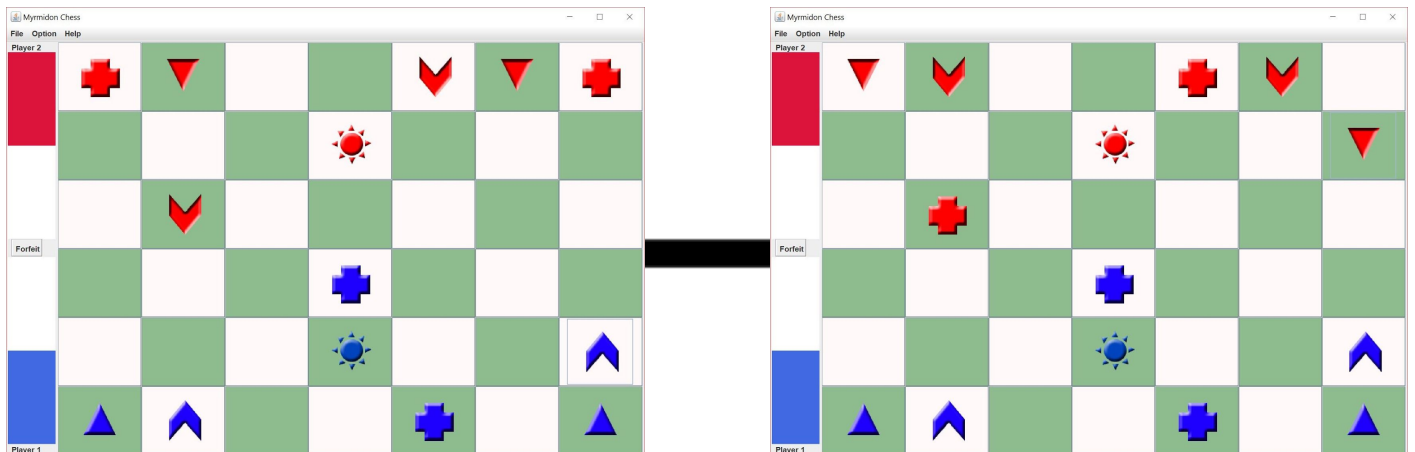 Myrmidon Chess
File Option Help
Player 2
Forfeit
Player 1
Myrmidon Chess
File Option Help
Player 2
Forfeit
Player 1